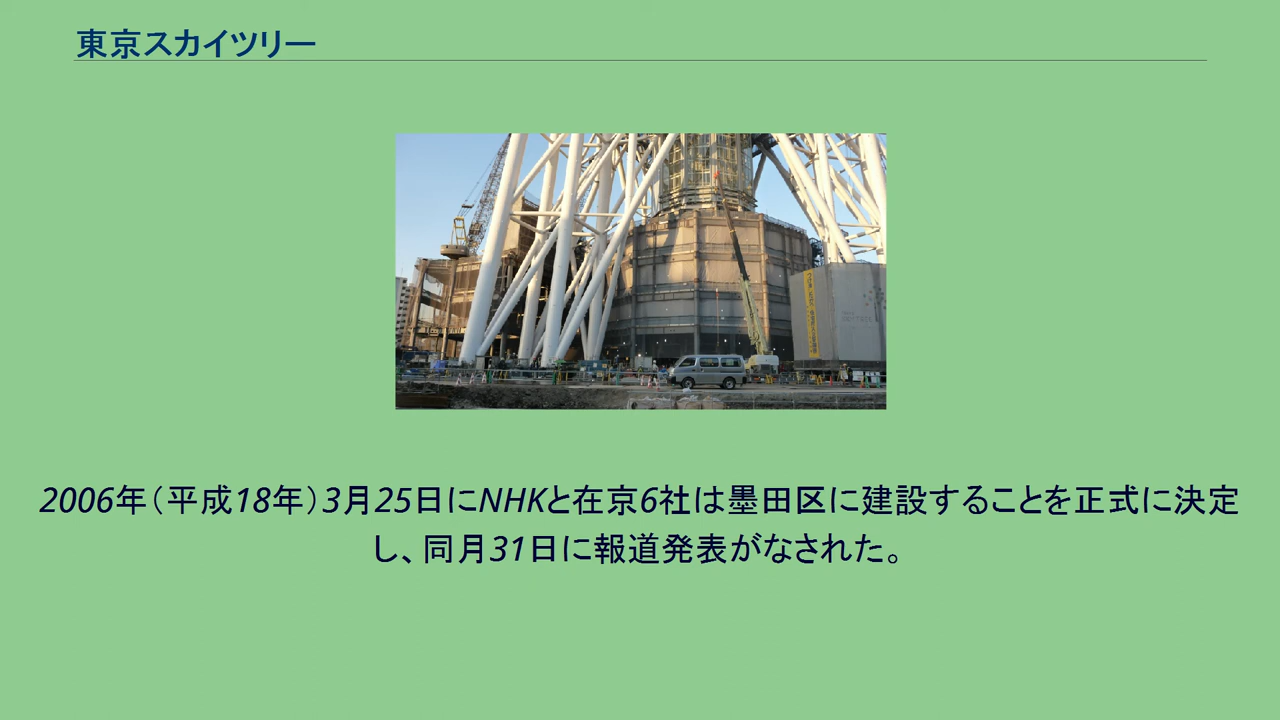 東京スカイツリー
2006年（平成18年）3月25日にNHKと在京6社は墨田区に建設することを正式に決定
し、同月31日に報道発表がなされた。